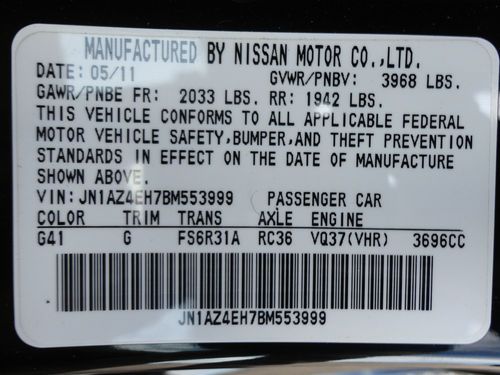 MANUFACTURED BY NISSAN MOTOR CO.,LTD.
DATE: 05/11 GVWR/PNBV: 3968 LBS.
GAWR/PNBE FR: 2033 LBS. RR: 1942 LBS.
THIS VEHICLE CONFORMS TO ALL APPLICABLE FEDERAL
MOTOR VEHICLE SAFETY,BUMPER,AND THEFT PREVENTION
STANDARDS IN EFFECT ON THE DATE OF MANUFACTURE
SHOWN ABOVE.
VIN: JN1AZ4EH7BM553999 PASSENGER CAR
COLOR TRIM TRANS AXLE ENGINE
G41 G FS6R31A RC36 VQ37(VHR) 3696CC
JN1AZ4EH7BM553999